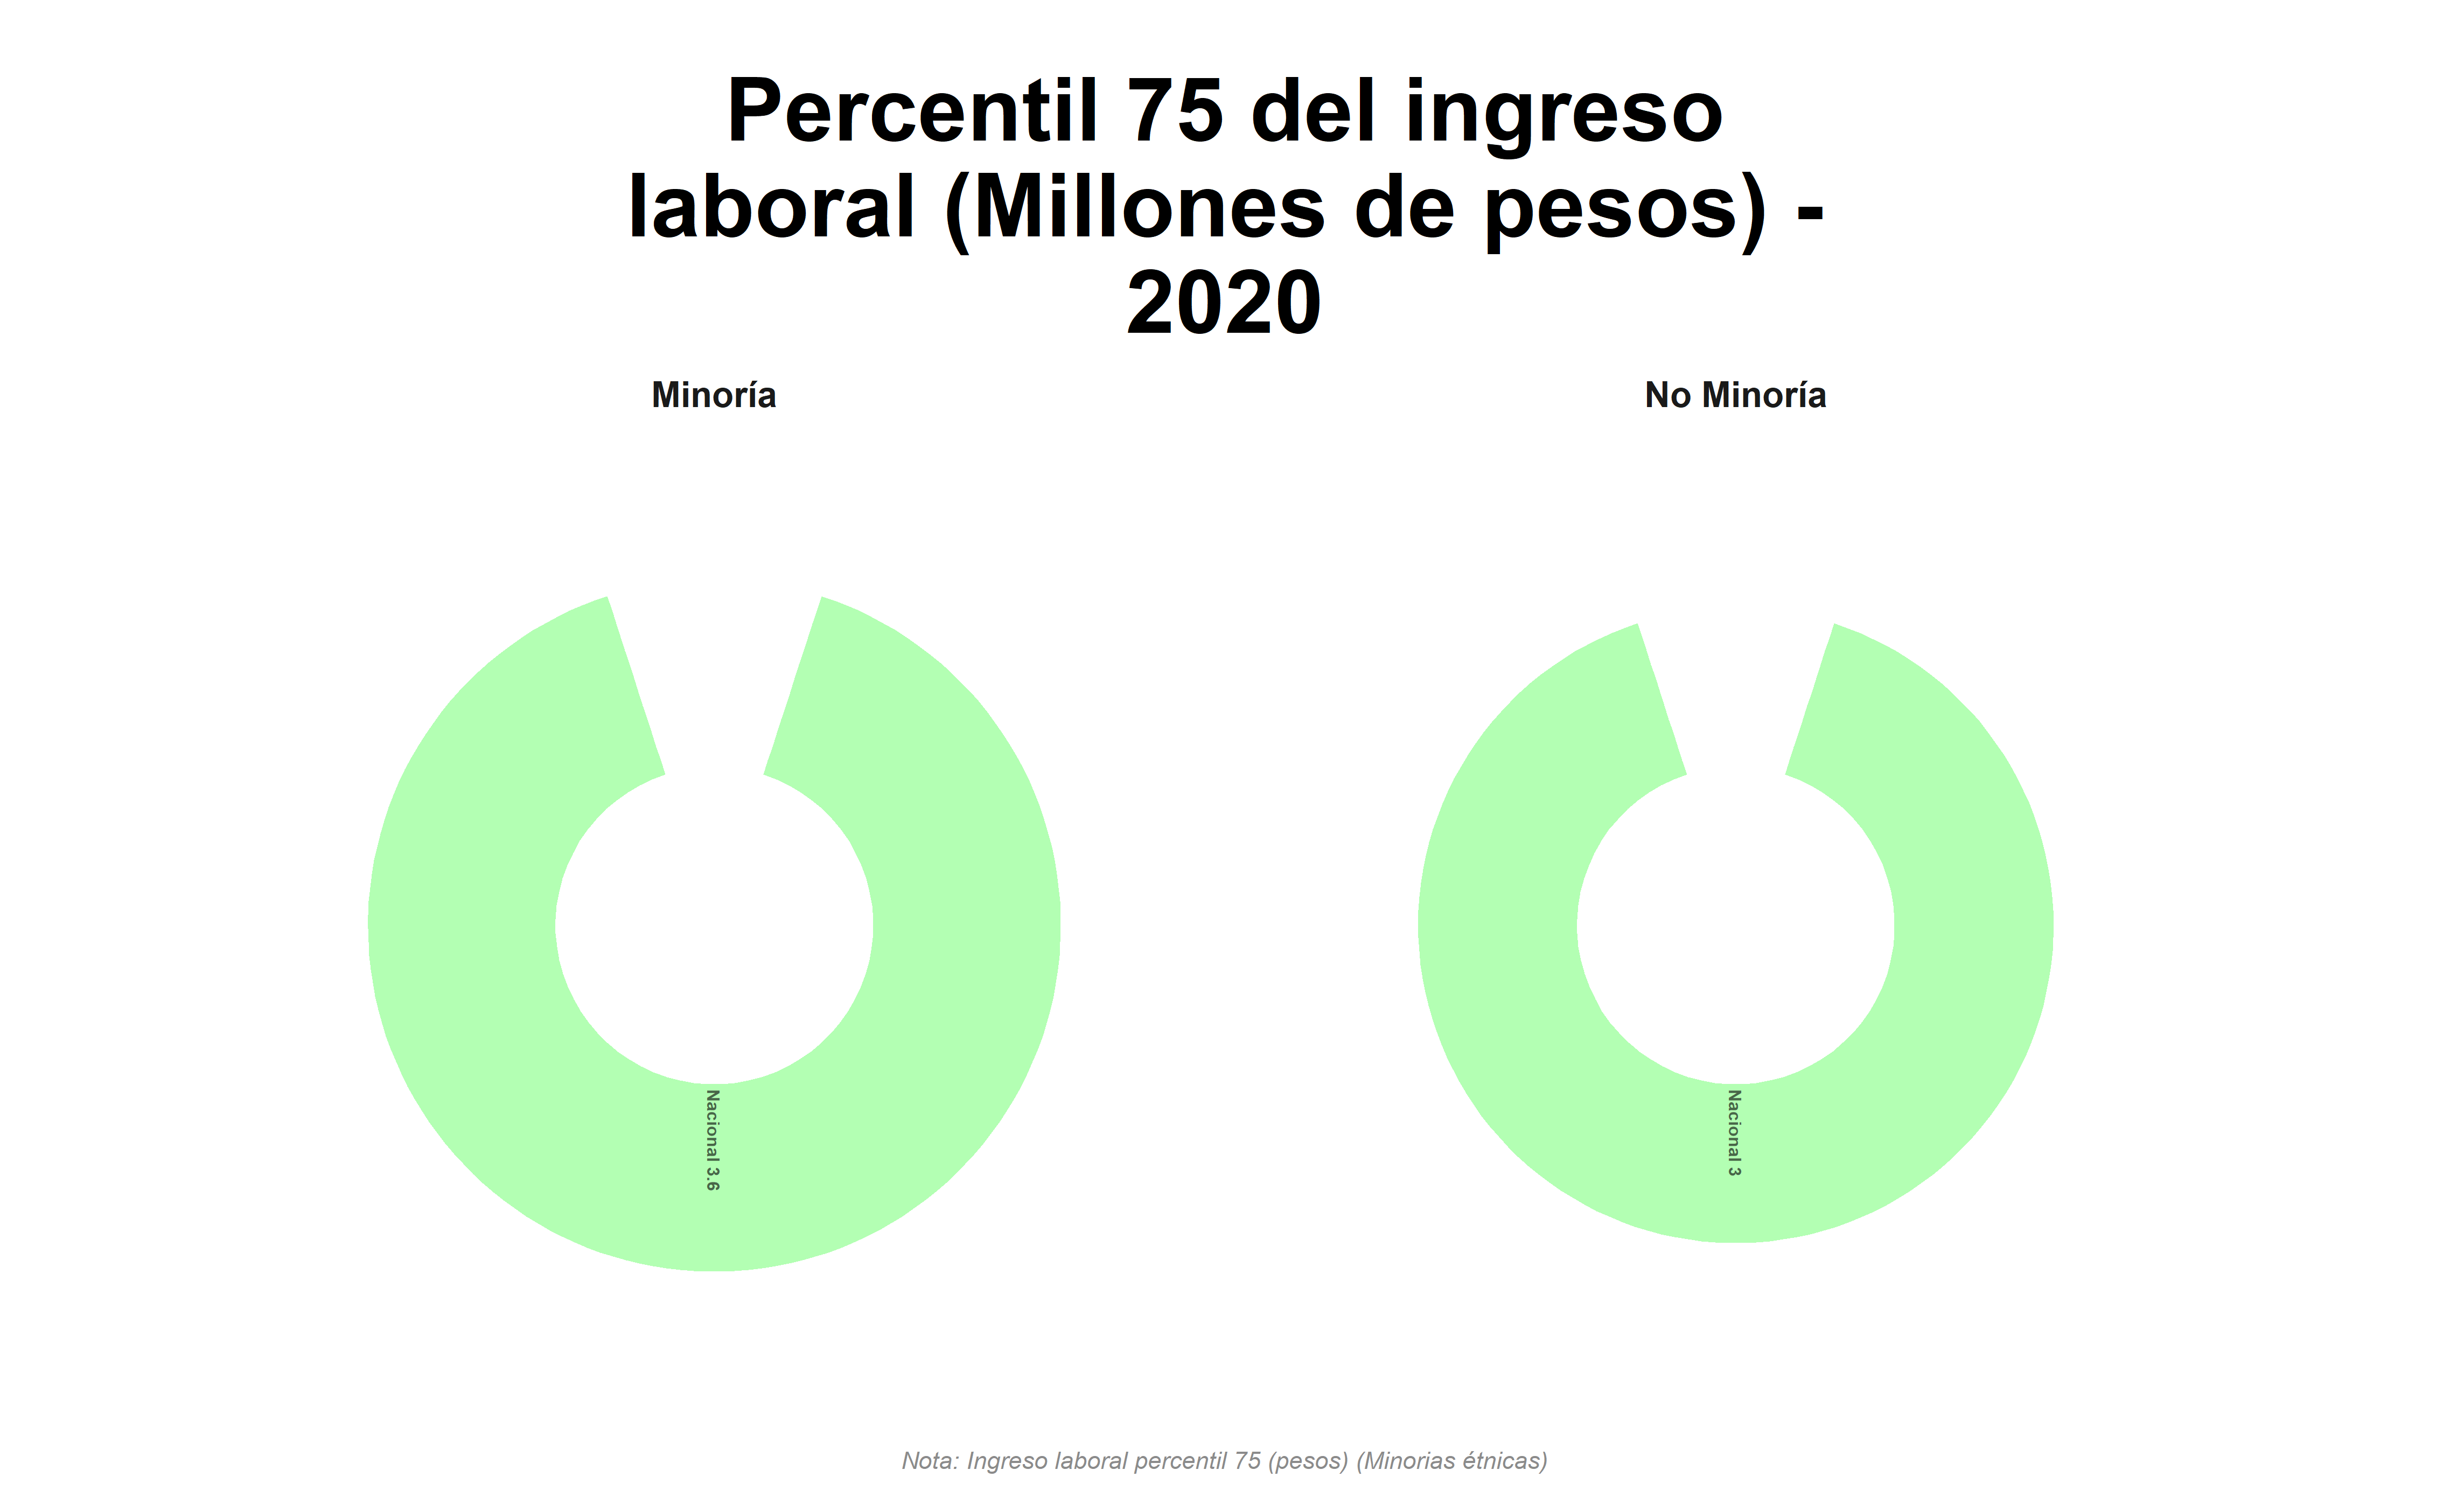 Percentil 75 del ingreso
laboral (Millones de pesos) -
2020
Minoría
No Minoría
Nacional 3.6
Nacional 3
Nota: Ingreso laboral percentil 75 (pesos) (Minorias étnicas)